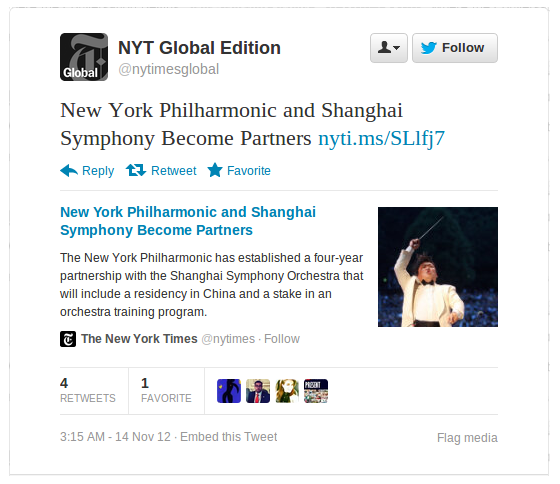 NYT Global Edition
@nytimesglobal
Global
Follow
New York Philharmonic and Shanghai
Symphony Become Partners nyti.ms/SLlfj7
Reply Retweet Favorite
New York Philharmonic and Shanghai
Symphony Become Partners
The New York Philharmonic has established a four-year
partnership with the Shanghai Symphony Orchestra that
will include a residency in China and a stake in an
orchestra training program.
The New York Times @nytimes · Follow
4
RETWEETS
1
FAVORITE
PRESENT
3:15 AM - 14 Nov 12 · Embed this Tweet
Flag media